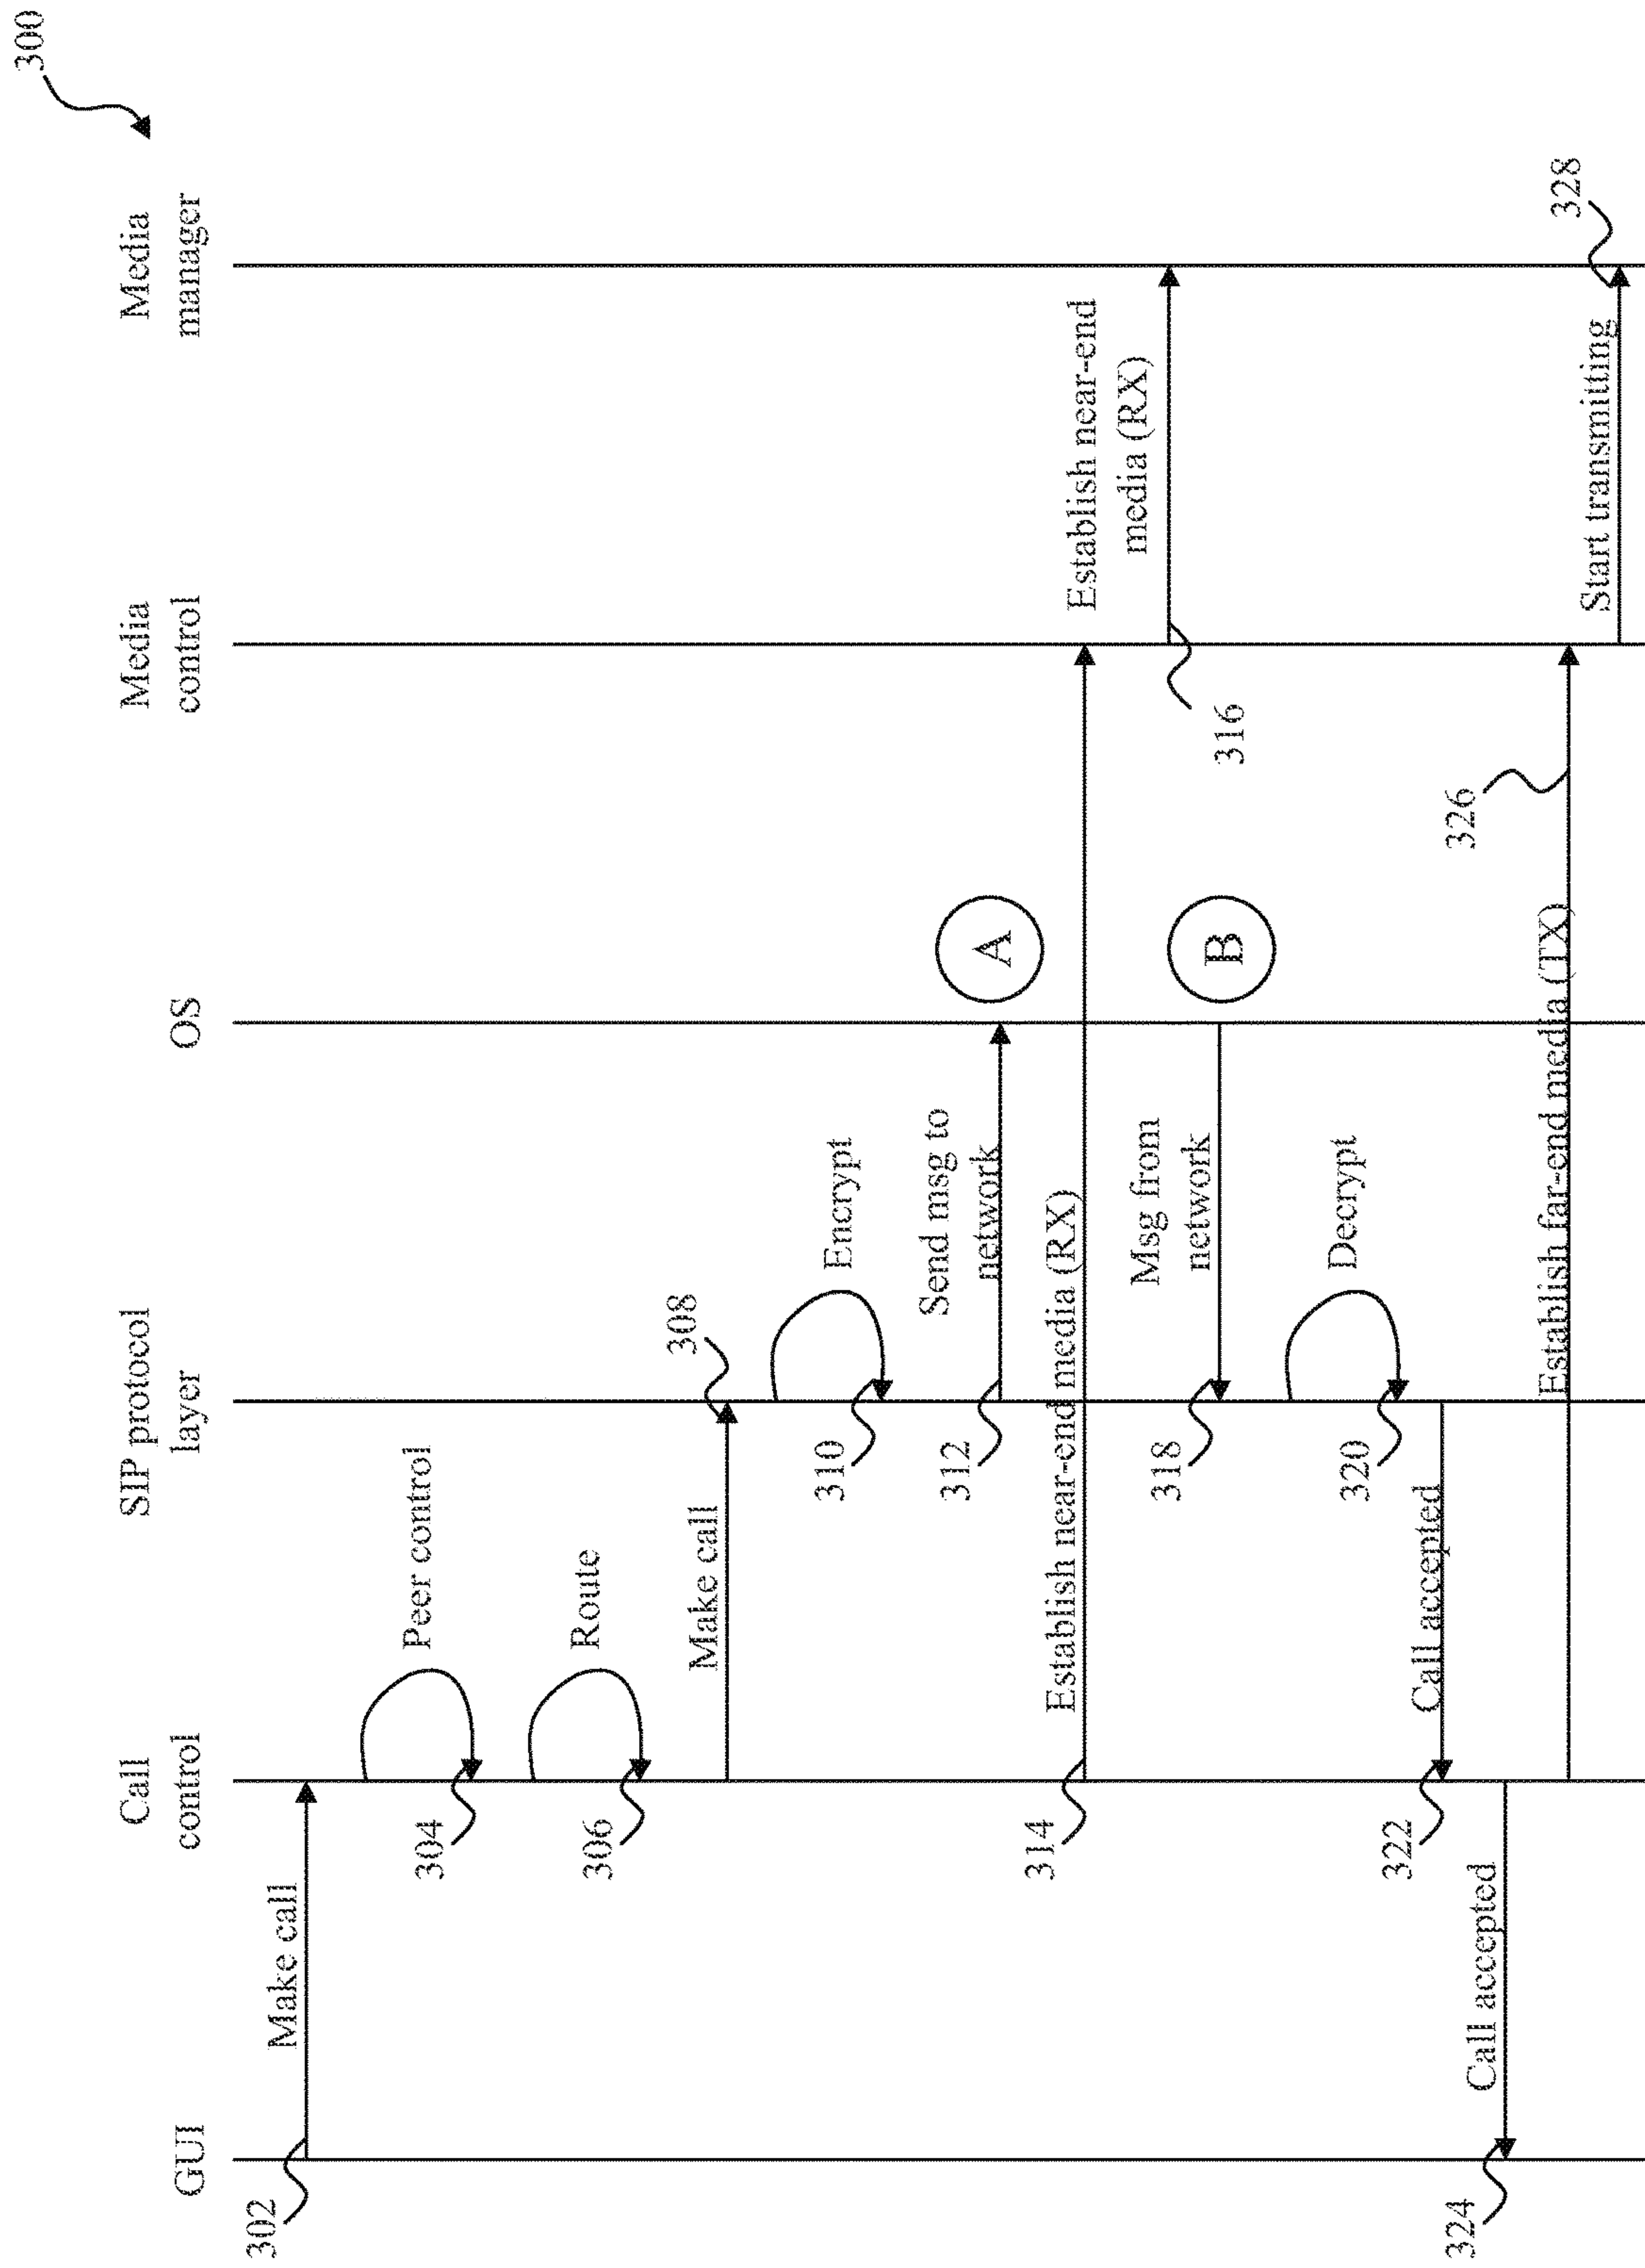 300
GUI
Call
control
SIP protocol
layer
OS
Media
control
Media
manager
302
Make call
Peer control
304
Route
306
308
Make call
Encrypt
310
Send msg to
network
312
A
Establish near-end media (RX)
314
Establish near-end
media (RX)
316
Msg from
network
318
B
Decrypt
320
Call accepted
322
Call accepted
324
Establish far-end media (TX)
326
Start transmitting
328